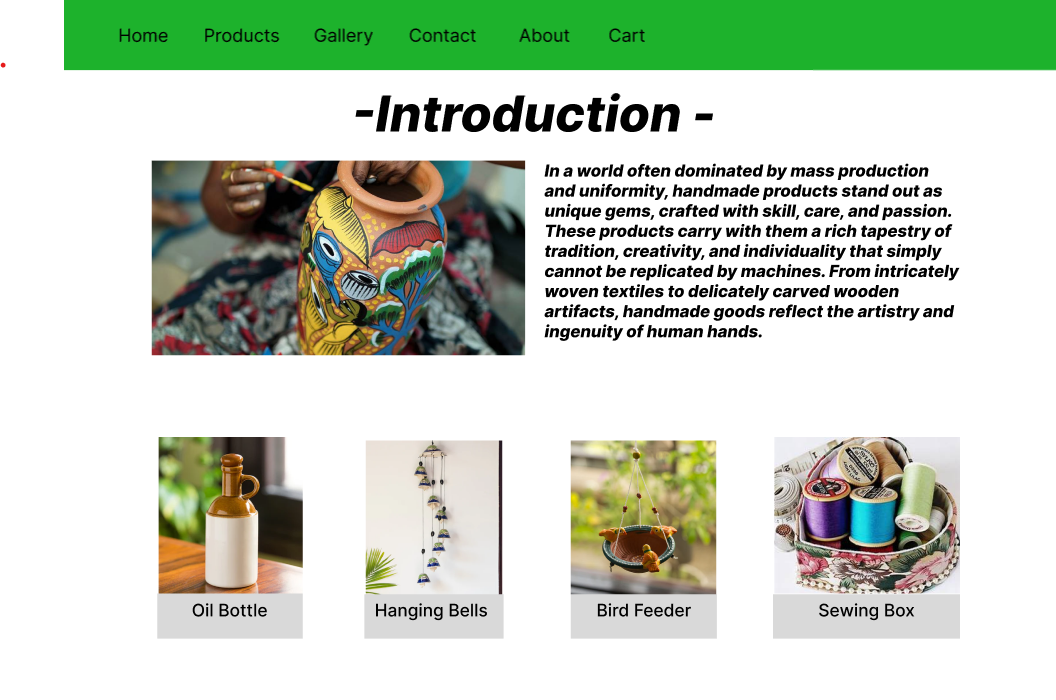 Home Products Gallery Contact About Cart
-Introduction -
In a world often dominated by mass production
and uniformity, handmade products stand out as
unique gems, crafted with skill, care, and passion.
These products carry with them a rich tapestry of
tradition, creativity, and individuality that simply
cannot be replicated by machines. From intricately
woven textiles to delicately carved wooden
artifacts, handmade goods reflect the artistry and
ingenuity of human hands.
Oil Bottle
Hanging Bells
Bird Feeder
Sewing Box